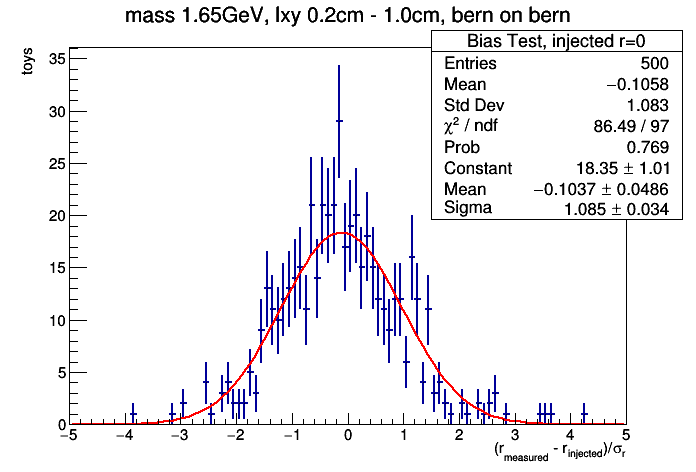 mass 1.65GeV, lxy 0.2cm - 1.0cm, bern on bern
toys
Bias Test, injected r=0
Entries 500
Mean −0.1058
Std Dev 1.083
χ² / ndf 86.49 / 97
Prob 0.769
Constant 18.35 ± 1.01
Mean −0.1037 ± 0.0486
Sigma 1.085 ± 0.034
35
30
25
20
15
10
5
0
−5 −4 −3 −2 −1 0 1 2 3 4 5
(r_measured - r_injected)/σ_r